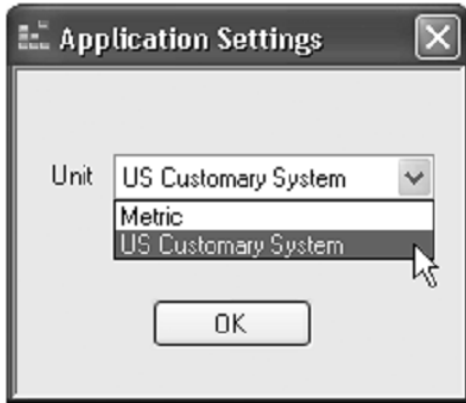 Application Settings
Unit
US Customary System
Metric
US Customary System
OK